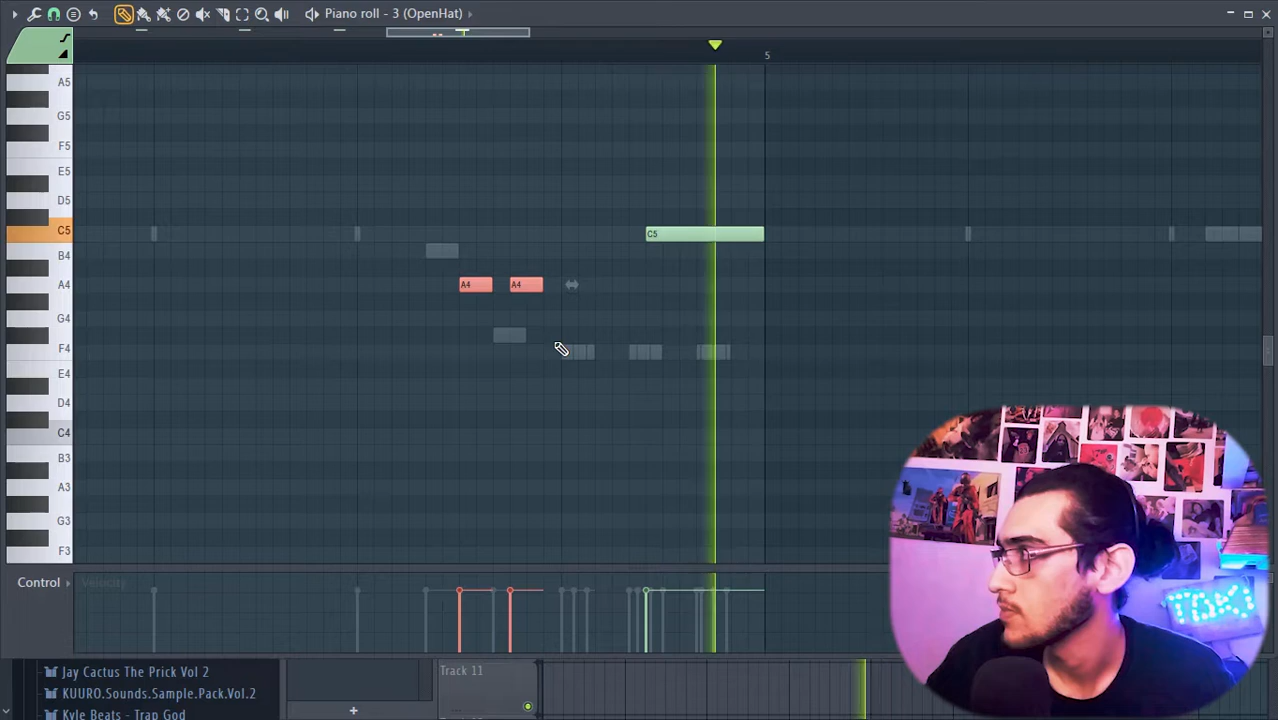 Piano roll - 3 (OpenHat)
5
A5
G5
F5
E5
D5
C5
C5
B4
A4
A4
A4
G4
F4
E4
D4
C4
B3
A3
G3
F3
Control
Velocity
Jay Cactus The Prick Vol 2
Track 11
KUURO.Sounds.Sample.Pack.Vol.2
Kyle Beats - Trap God
TAKI